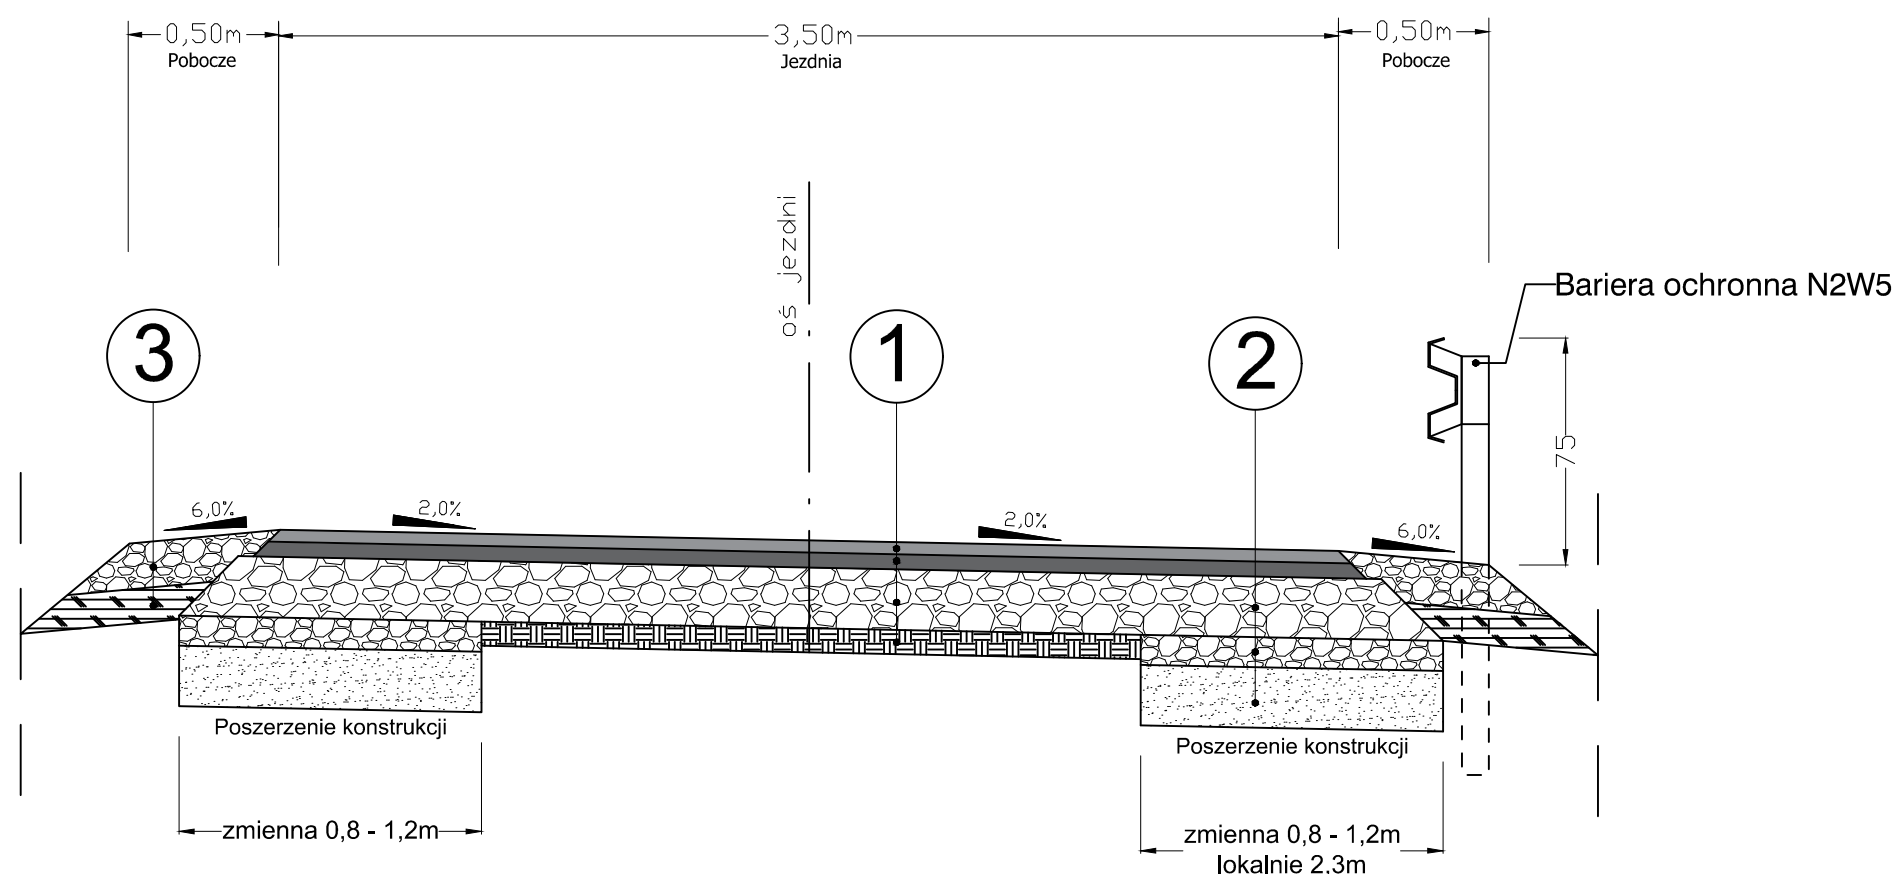 0,50m
Pobocze
3,50m
Jezdnia
0,50m
Pobocze
oś jezdni
Bariera ochronna N2W5
3
1
2
75
6,0%
2,0%
2,0%
6,0%
Poszerzenie konstrukcji
Poszerzenie konstrukcji
zmienna 0,8 - 1,2m
zmienna 0,8 - 1,2m
lokalnie 2,3m